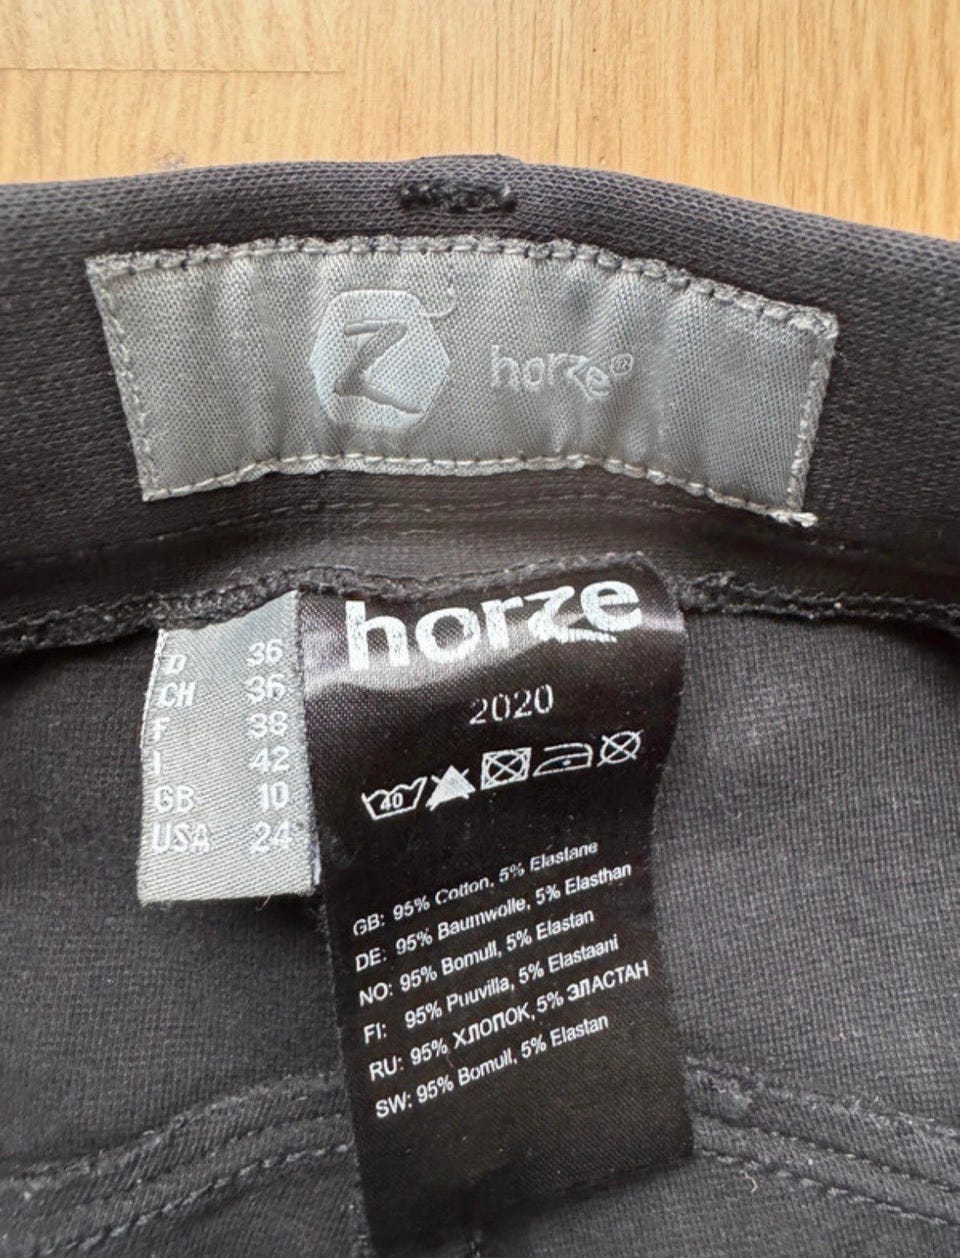 Z horze®
horze
2020
40
D 36
CH 36
F 38
I 42
GB 10
USA 24
GB: 95% Cotton, 5% Elastane
DE: 95% Baumwolle, 5% Elasthan
NO: 95% Bomull, 5% Elastan
FI: 95% Puuvilla, 5% Elastaani
RU: 95% ХЛОПОК, 5% ЭЛАСТАН
SW: 95% Bomull, 5% Elastan